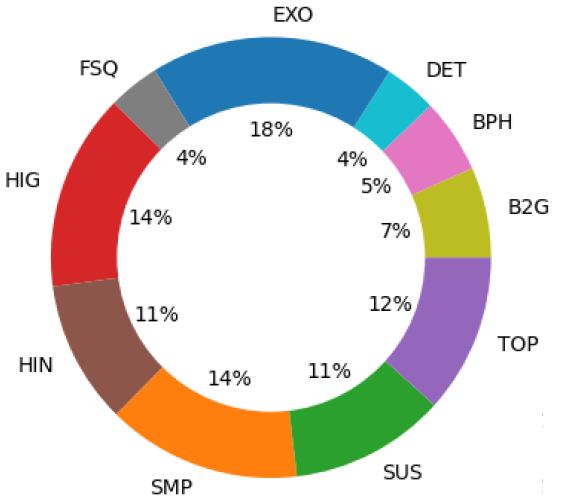 EXO
FSQ
DET
BPH
18%
4%
4%
HIG
5%
B2G
14%
7%
12%
11%
TOP
HIN
11%
14%
SUS
SMP